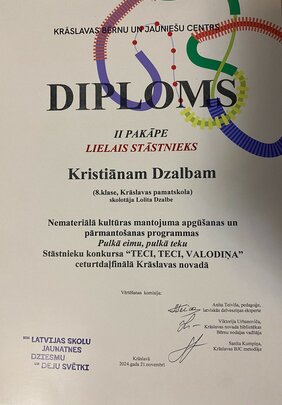 KRĀSLAVAS BĒRNU UN JAUNIEŠU CENTRS
DIPLOMS
II PAKĀPE
LIELAIS STĀSTNIEKS
Kristiānam Dzalbam
(8.klase, Krāslavas pamatskola)
skolotāja Lolita Dzalbe
Nemateriālā kultūras mantojuma apgūšanas un
pārmantošanas programmas
Pulkā eimu, pulkā teku
Stāstnieku konkursa “TECI, TECI, VALODIŅA”
ceturtdaļfinālā Krāslavas novadā
Vērtēšanas komisija:
Anita Teiviša, pedagoģe,
latviskās dzīvesziņas eksperte
Viktorija Urbanoviča,
Krāslavas novada bibliotēkas
Bērnu nodaļas vadītāja
Sanita Kumpiņa,
Krāslavas BJC metodiķe
LATVIJAS SKOLU
JAUNATNES
DZIESMU
UN DEJU SVĒTKI
Krāslavā
2024.gada 21.novembrī